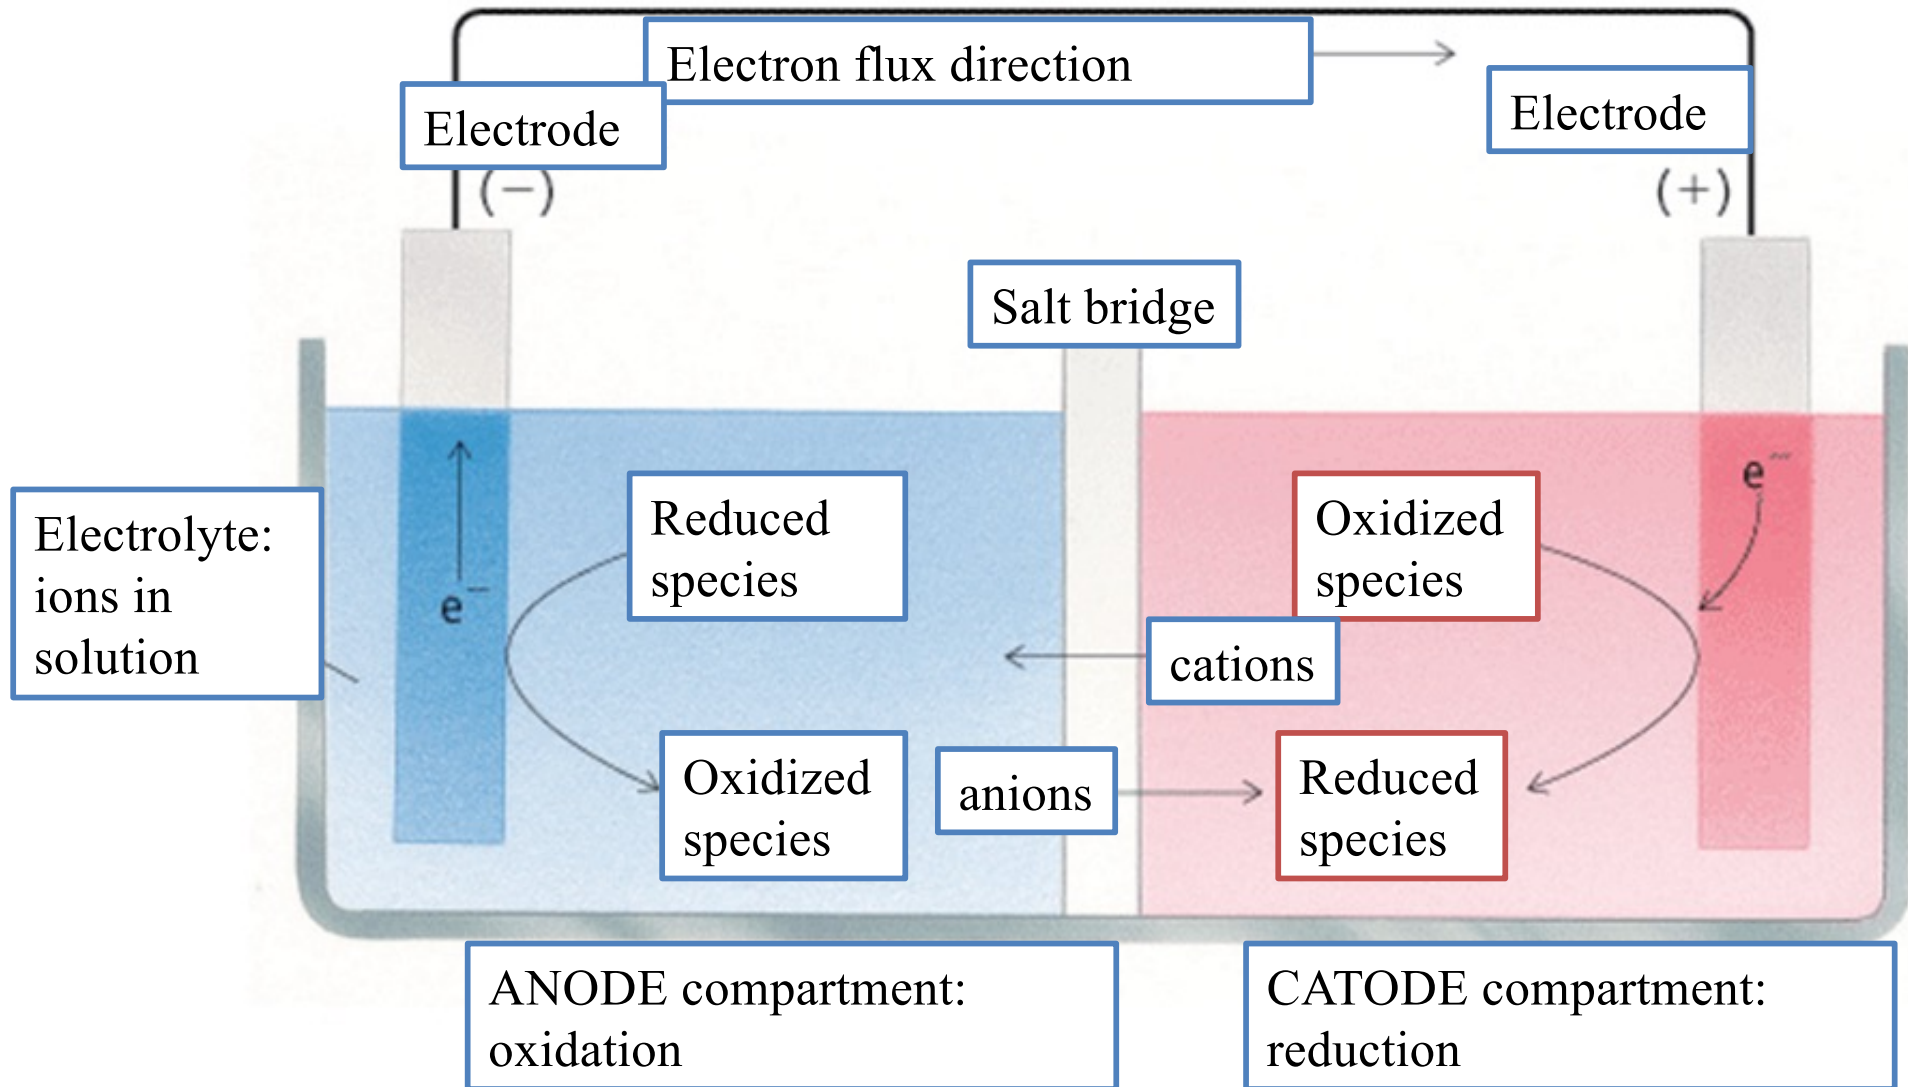 Electron flux direction
Electrode
Electrode
(−)
(+)
Salt bridge
e⁻
Electrolyte:
ions in
solution
Reduced
species
Oxidized
species
e⁻
cations
Oxidized
species
anions
Reduced
species
ANODE compartment:
oxidation
CATODE compartment:
reduction